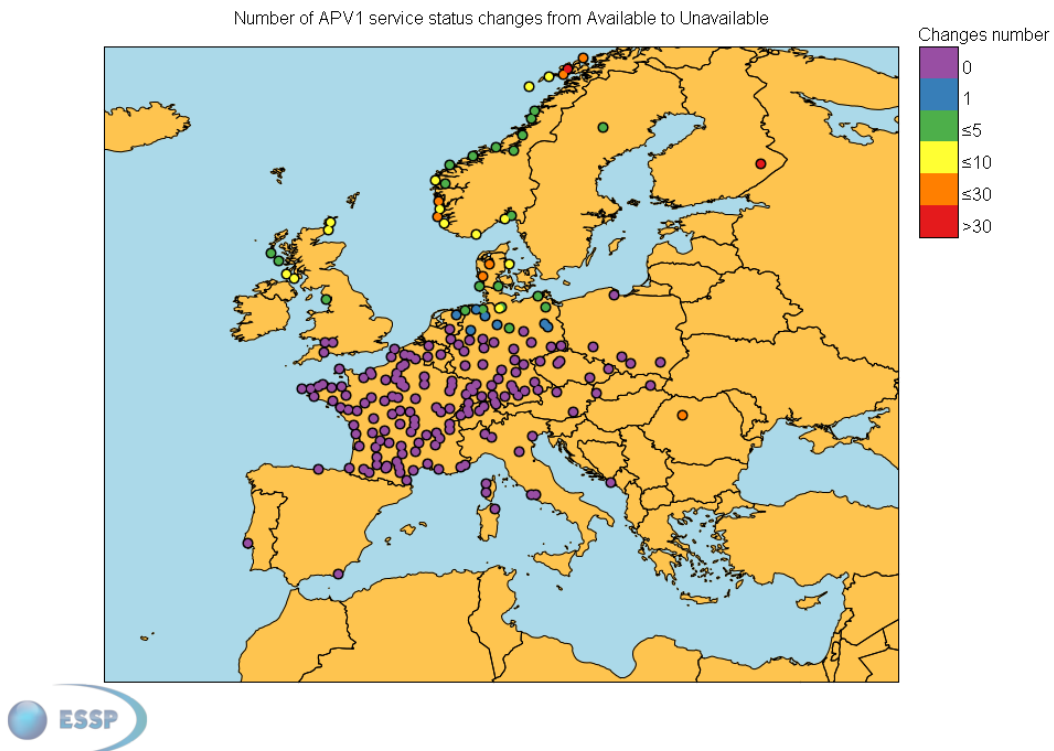 Number of APV1 service status changes from Available to Unavailable
Changes number
0
1
≤5
≤10
≤30
>30
ESSP